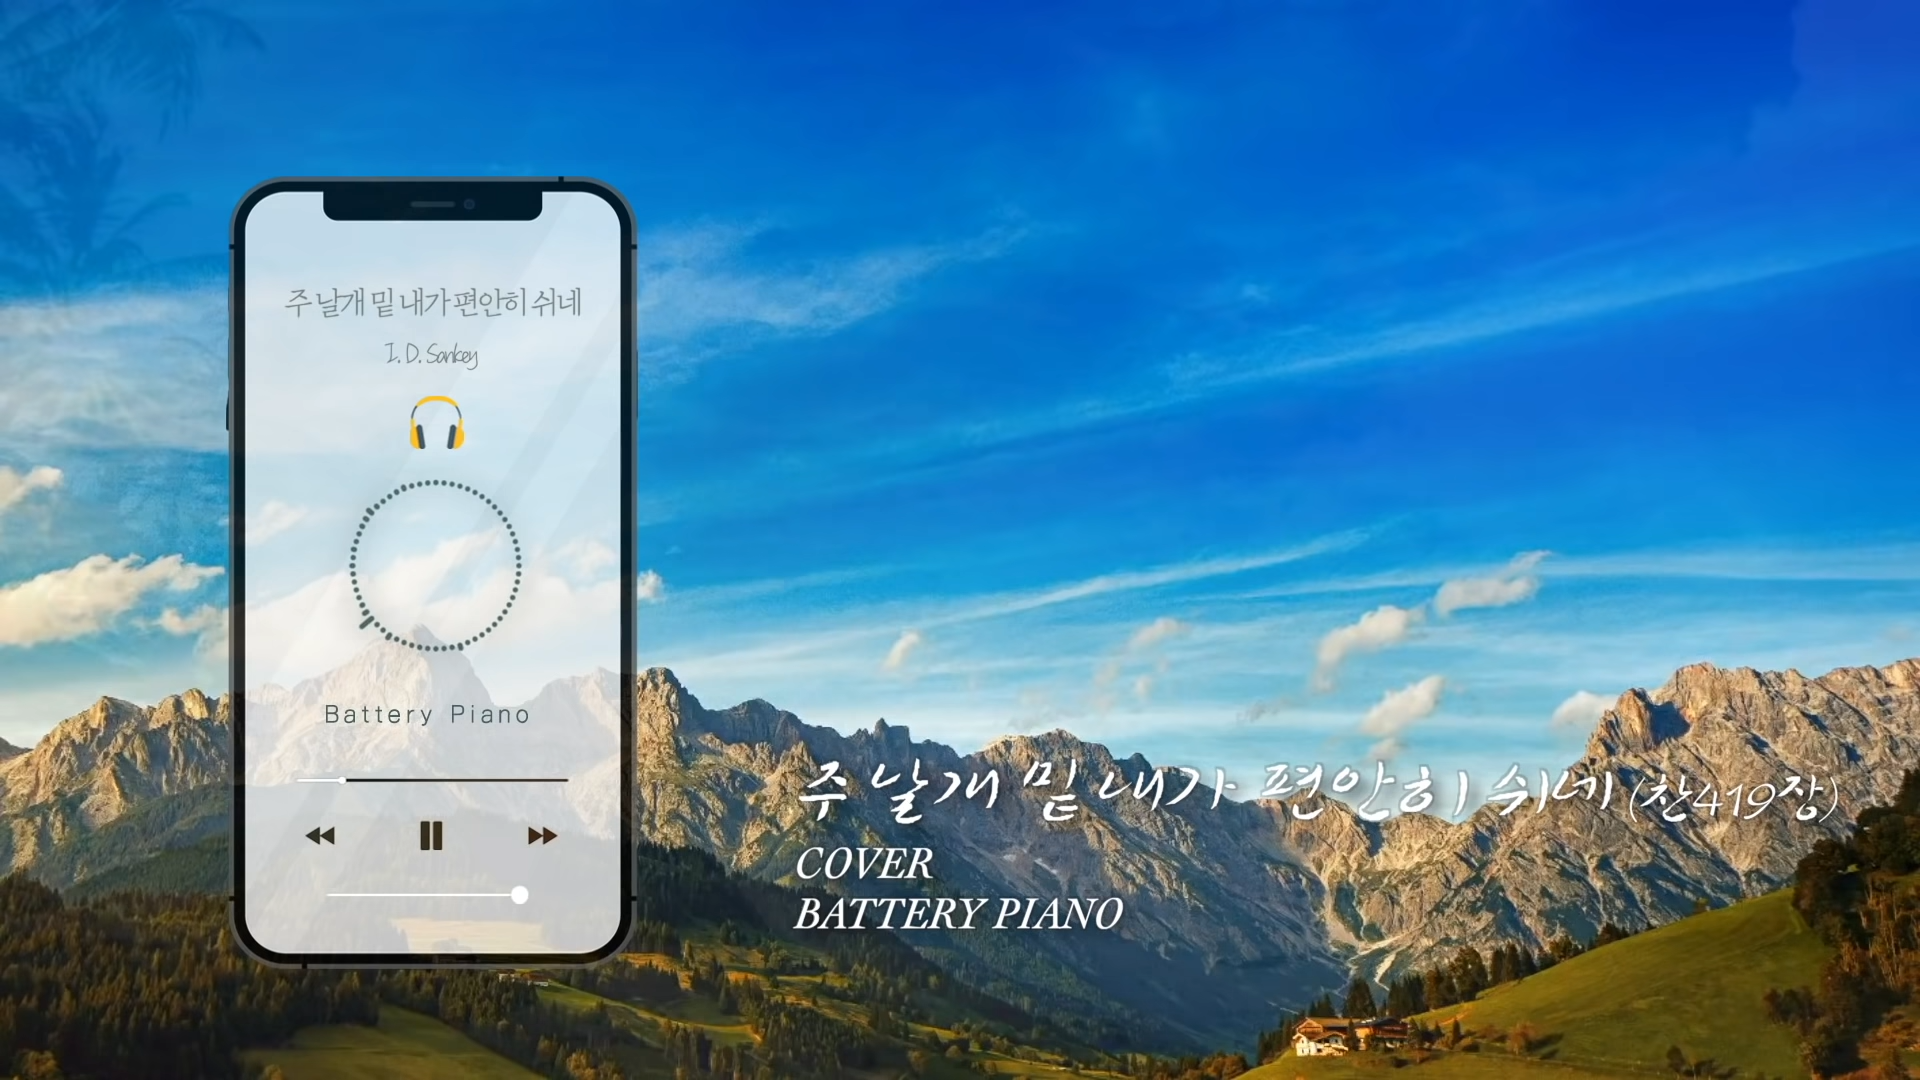 주 날개 밑 내가 편안히 쉬네
I. D. Sankey
Battery Piano
주 날개 밑 내가 편안히 쉬네 (찬419장)
COVER
BATTERY PIANO